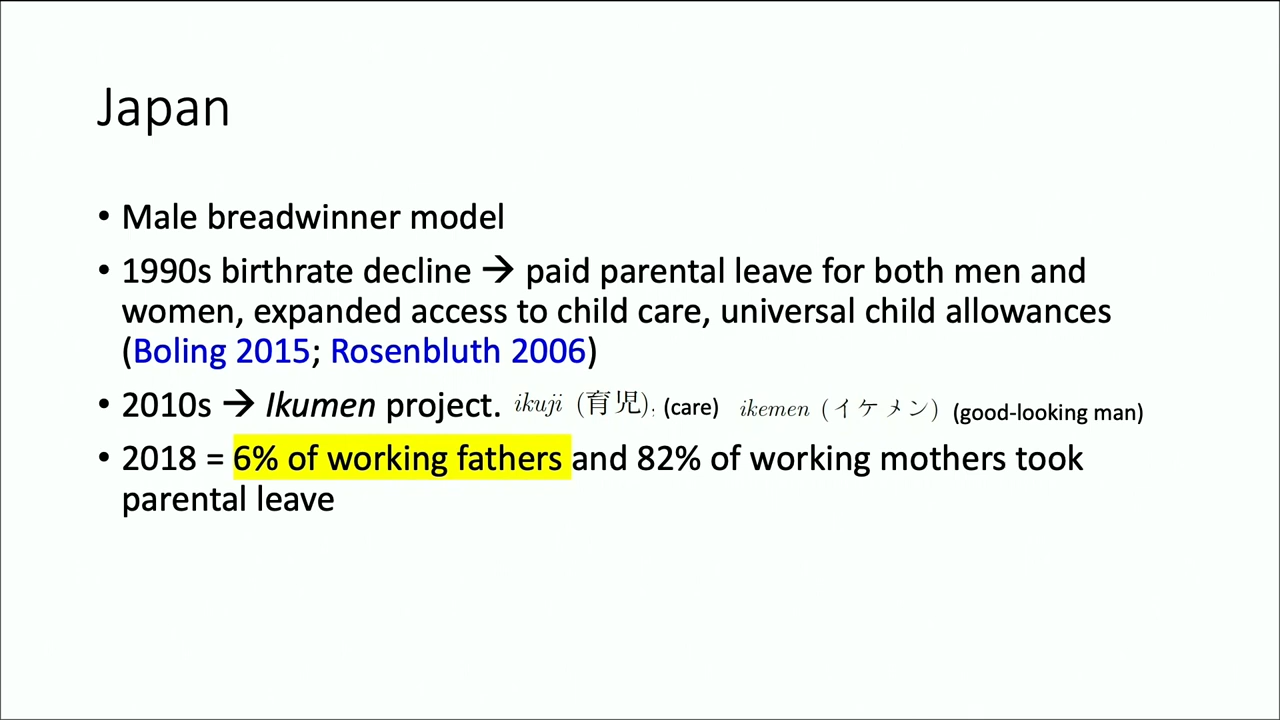 Japan
• Male breadwinner model
• 1990s birthrate decline → paid parental leave for both men and
women, expanded access to child care, universal child allowances
(Boling 2015; Rosenbluth 2006)
• 2010s → Ikumen project. ikuji (育児), (care) ikemen (イケメン) (good-looking man)
• 2018 = 6% of working fathers and 82% of working mothers took
parental leave